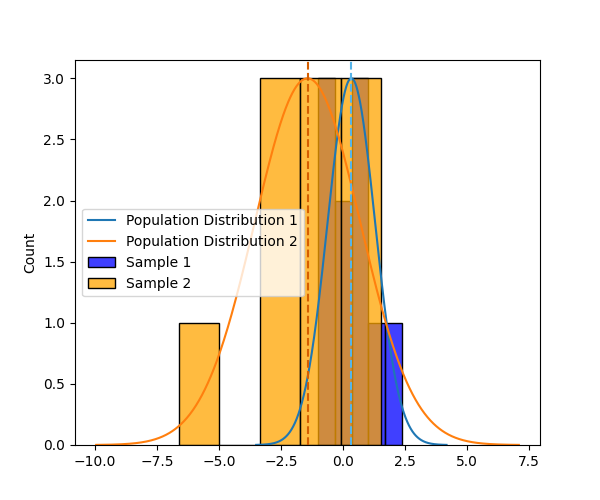 3.0
2.5
2.0
1.5
1.0
0.5
0.0
Count
Population Distribution 1
Population Distribution 2
Sample 1
Sample 2
−10.0 −7.5 −5.0 −2.5 0.0 2.5 5.0 7.5